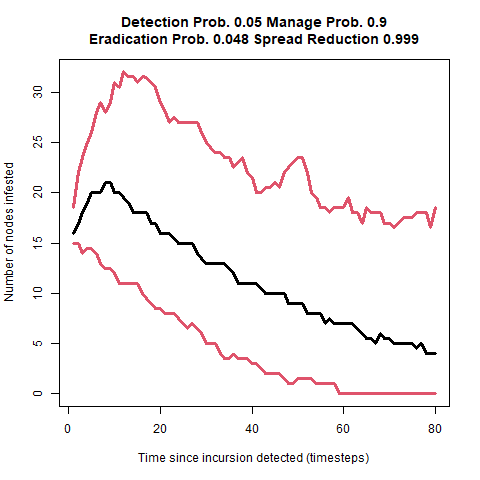 Detection Prob. 0.05 Manage Prob. 0.9
Eradication Prob. 0.048 Spread Reduction 0.999
Number of nodes infested
30
25
20
15
10
5
0
0 20 40 60 80
Time since incursion detected (timesteps)